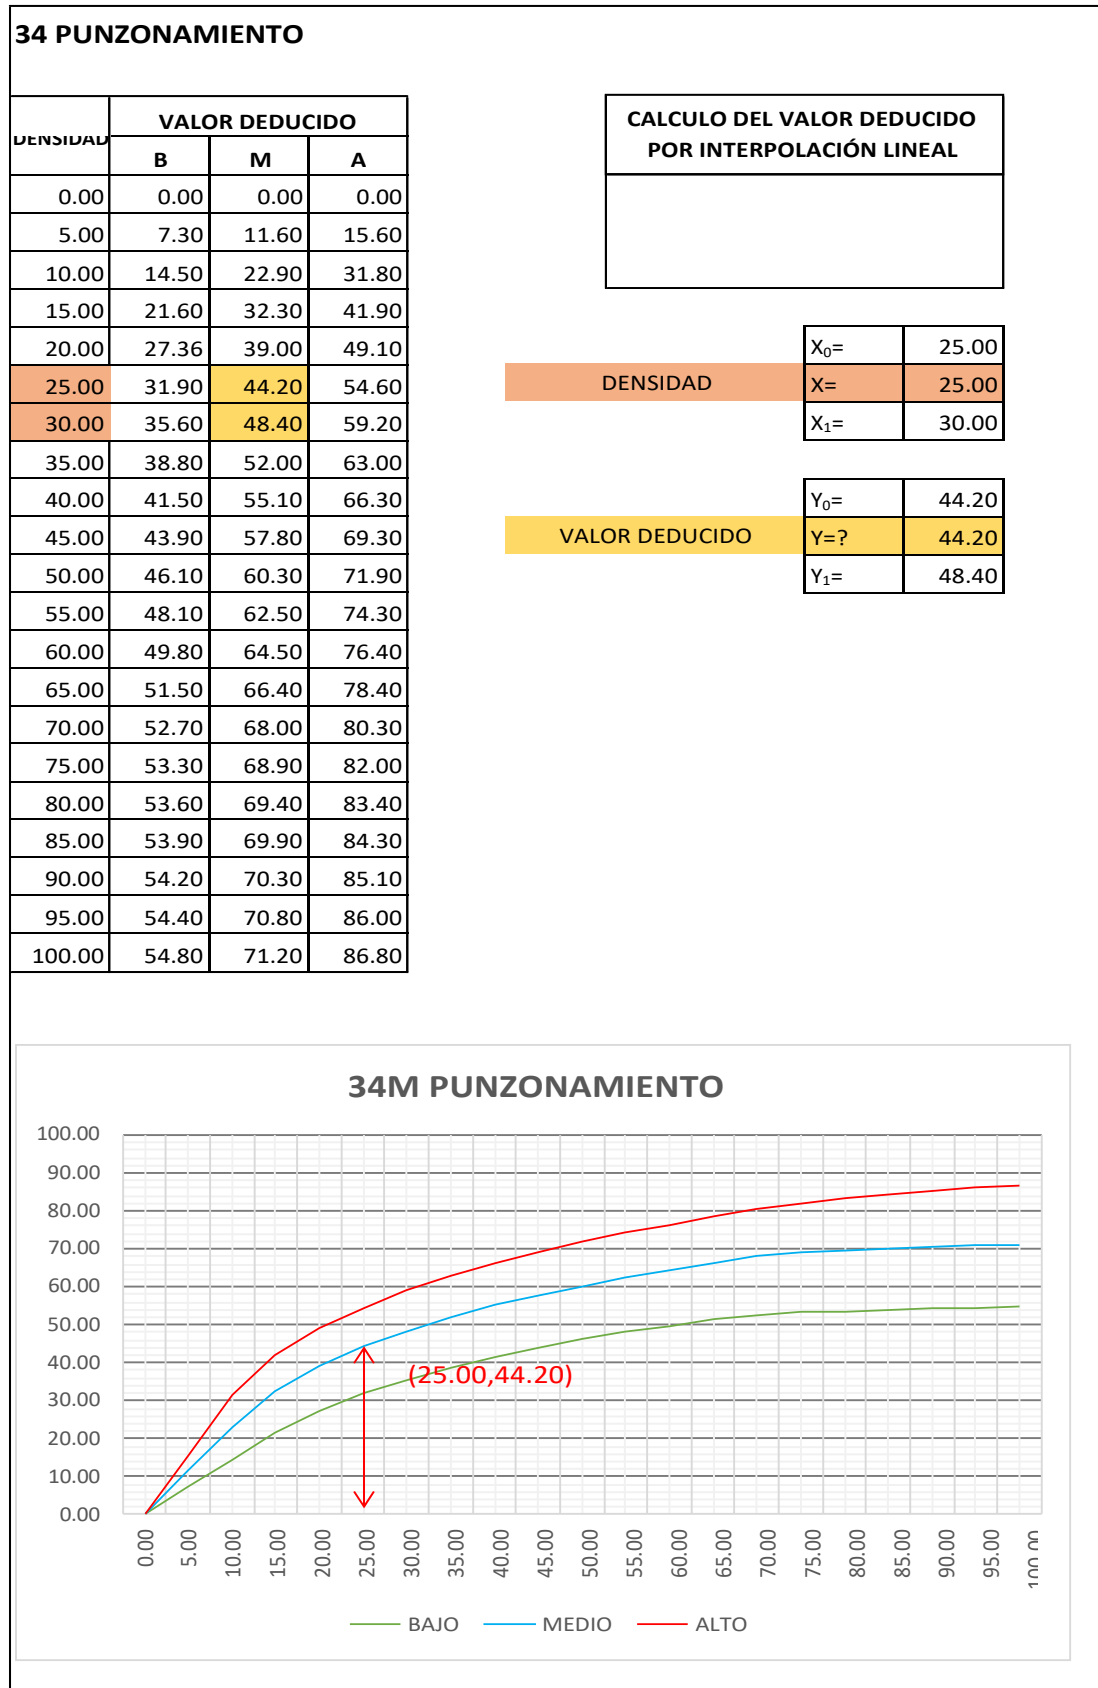 34 PUNZONAMIENTO
DENSIDAD VALOR DEDUCIDO
B M A
0.00 0.00 0.00 0.00
5.00 7.30 11.60 15.60
10.00 14.50 22.90 31.80
15.00 21.60 32.30 41.90
20.00 27.36 39.00 49.10
25.00 31.90 44.20 54.60
30.00 35.60 48.40 59.20
35.00 38.80 52.00 63.00
40.00 41.50 55.10 66.30
45.00 43.90 57.80 69.30
50.00 46.10 60.30 71.90
55.00 48.10 62.50 74.30
60.00 49.80 64.50 76.40
65.00 51.50 66.40 78.40
70.00 52.70 68.00 80.30
75.00 53.30 68.90 82.00
80.00 53.60 69.40 83.40
85.00 53.90 69.90 84.30
90.00 54.20 70.30 85.10
95.00 54.40 70.80 86.00
100.00 54.80 71.20 86.80
CALCULO DEL VALOR DEDUCIDO
POR INTERPOLACIÓN LINEAL
X₀= 25.00
DENSIDAD X= 25.00
X₁= 30.00
Y₀= 44.20
VALOR DEDUCIDO Y=? 44.20
Y₁= 48.40
34M PUNZONAMIENTO
100.00
90.00
80.00
70.00
60.00
50.00
40.00
30.00
20.00
10.00
0.00
(25.00,44.20)
0.00 5.00 10.00 15.00 20.00 25.00 30.00 35.00 40.00 45.00 50.00 55.00 60.00 65.00 70.00 75.00 80.00 85.00 90.00 95.00 100.00
BAJO MEDIO ALTO